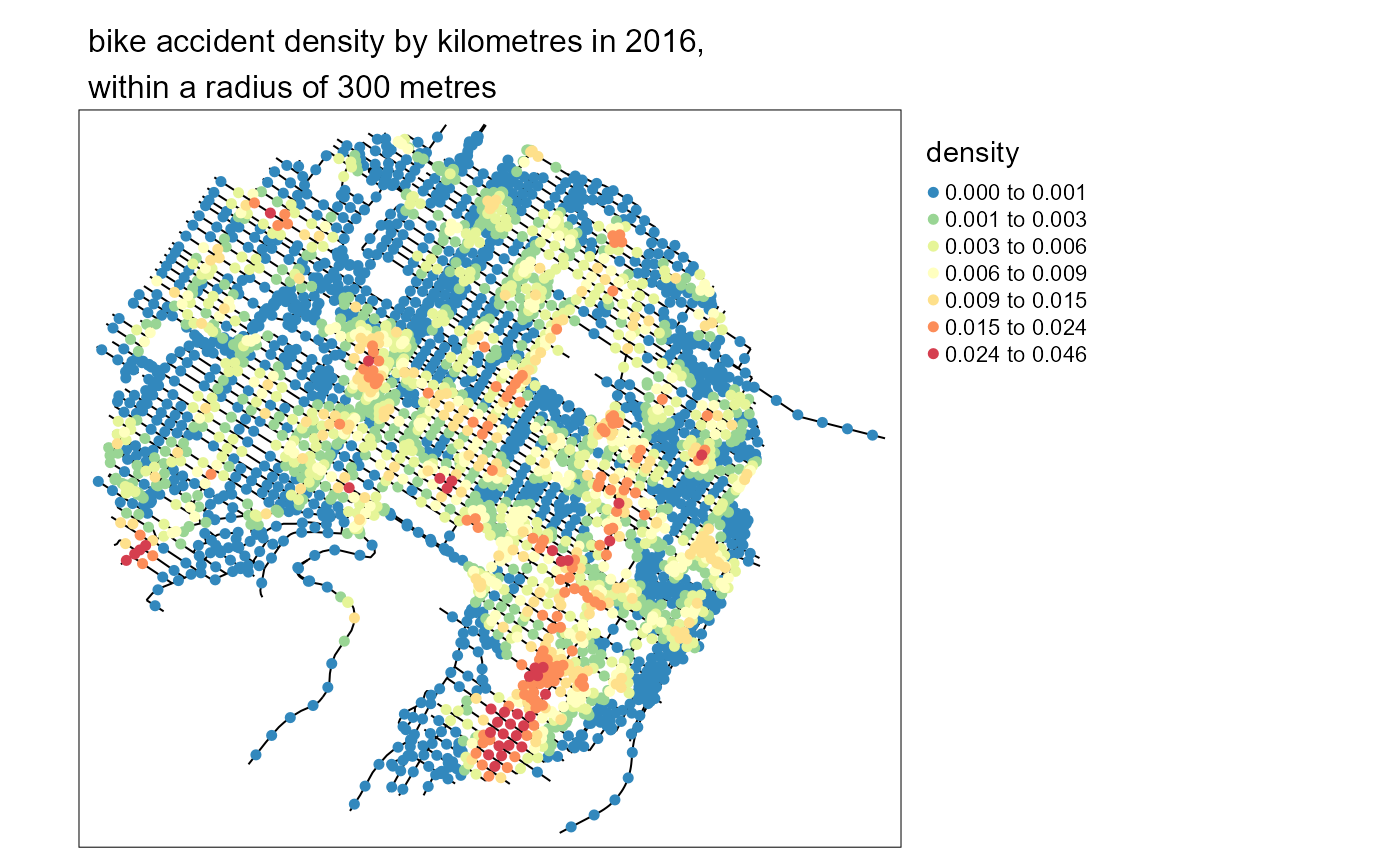 bike accident density by kilometres in 2016,
within a radius of 300 metres
density
0.000 to 0.001
0.001 to 0.003
0.003 to 0.006
0.006 to 0.009
0.009 to 0.015
0.015 to 0.024
0.024 to 0.046